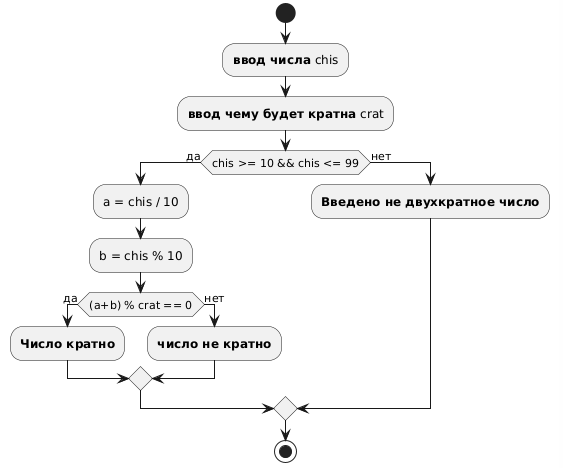 ввод числа chis
ввод чему будет кратна crat
да
chis >= 10 && chis <= 99
нет
a = chis / 10
Введено не двухкратное число
b = chis % 10
да
(a+b) % crat == 0
нет
Число кратно
число не кратно